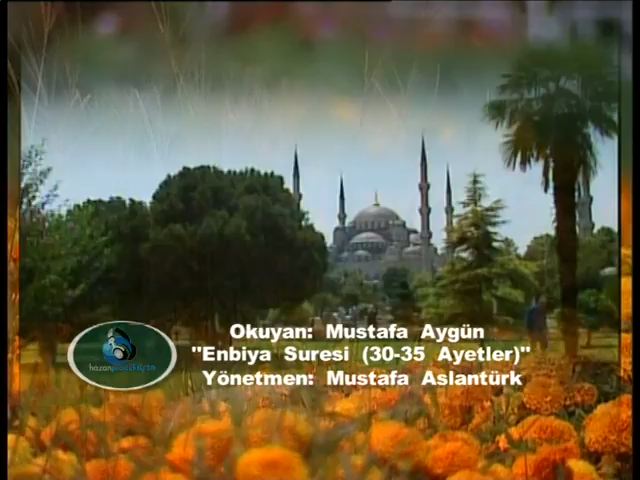 Okuyan: Mustafa Aygün
"Enbiya Suresi (30-35 Ayetler)"
Yönetmen: Mustafa Aslantürk